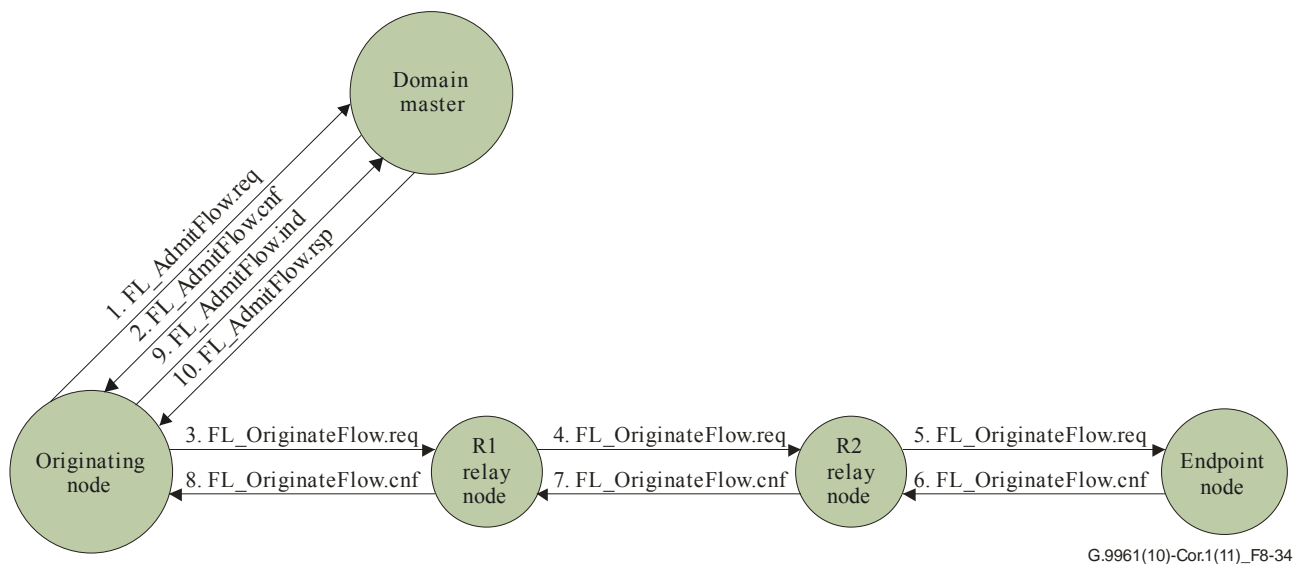 Domain
master
1. FL_AdmitFlow.req
2. FL_AdmitFlow.cnf
9. FL_AdmitFlow.ind
10. FL_AdmitFlow.rsp
Originating
node
3. FL_OriginateFlow.req
8. FL_OriginateFlow.cnf
R1
relay
node
4. FL_OriginateFlow.req
7. FL_OriginateFlow.cnf
R2
relay
node
5. FL_OriginateFlow.req
6. FL_OriginateFlow.cnf
Endpoint
node
G.9961(10)-Cor.1(11)_F8-34